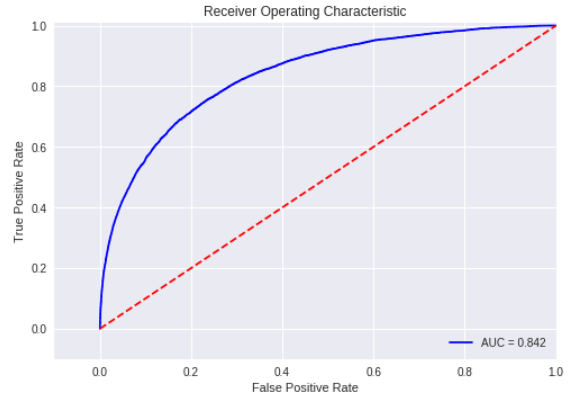 Receiver Operating Characteristic
1.0
0.8
0.6
0.4
0.2
0.0
True Positive Rate
AUC = 0.842
0.0 0.2 0.4 0.6 0.8 1.0
False Positive Rate